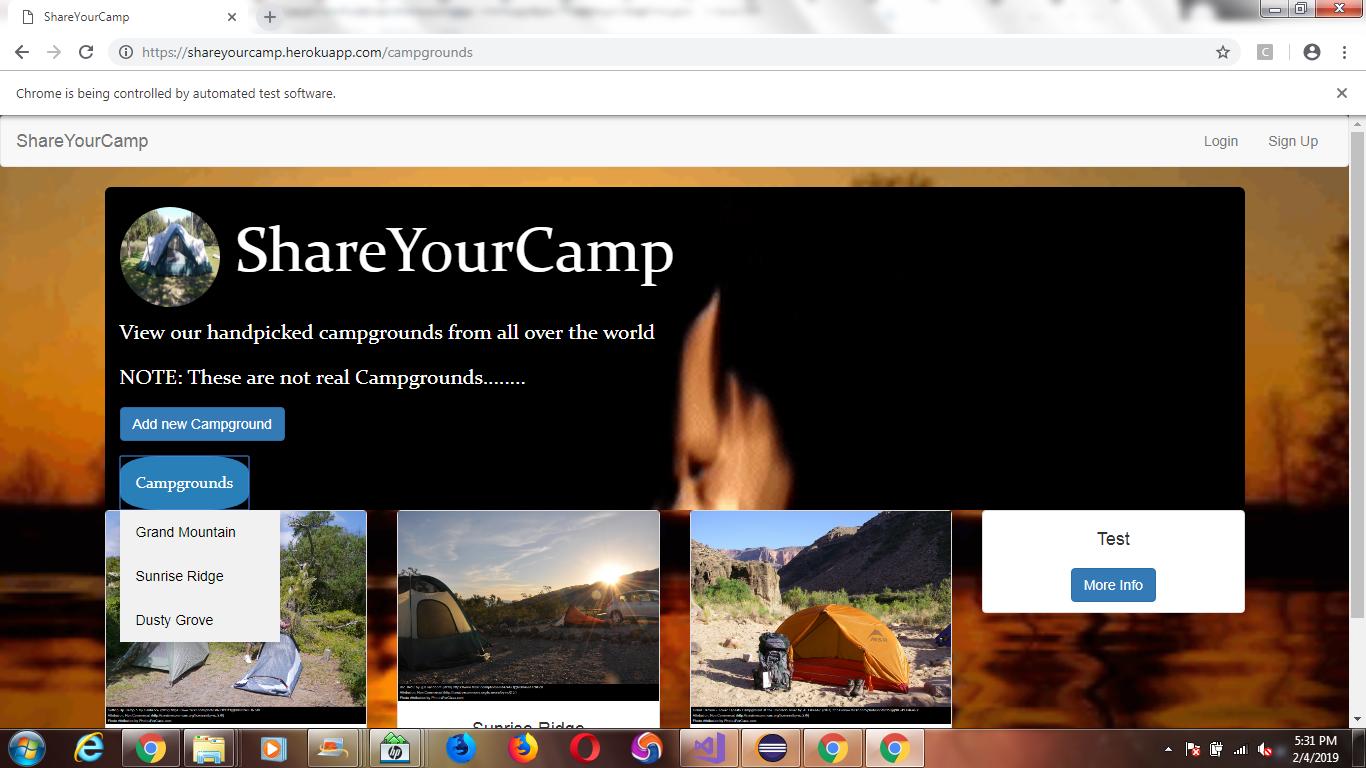 ShareYourCamp
https://shareyourcamp.herokuapp.com/campgrounds
C
Chrome is being controlled by automated test software.
ShareYourCamp
Login
Sign Up
ShareYourCamp
View our handpicked campgrounds from all over the world
NOTE: These are not real Campgrounds........
Add new Campground
Campgrounds
Grand Mountain
Sunrise Ridge
Dusty Grove
Test
More Info
Sunrise Ridge
hp
5:31 PM
2/4/2019